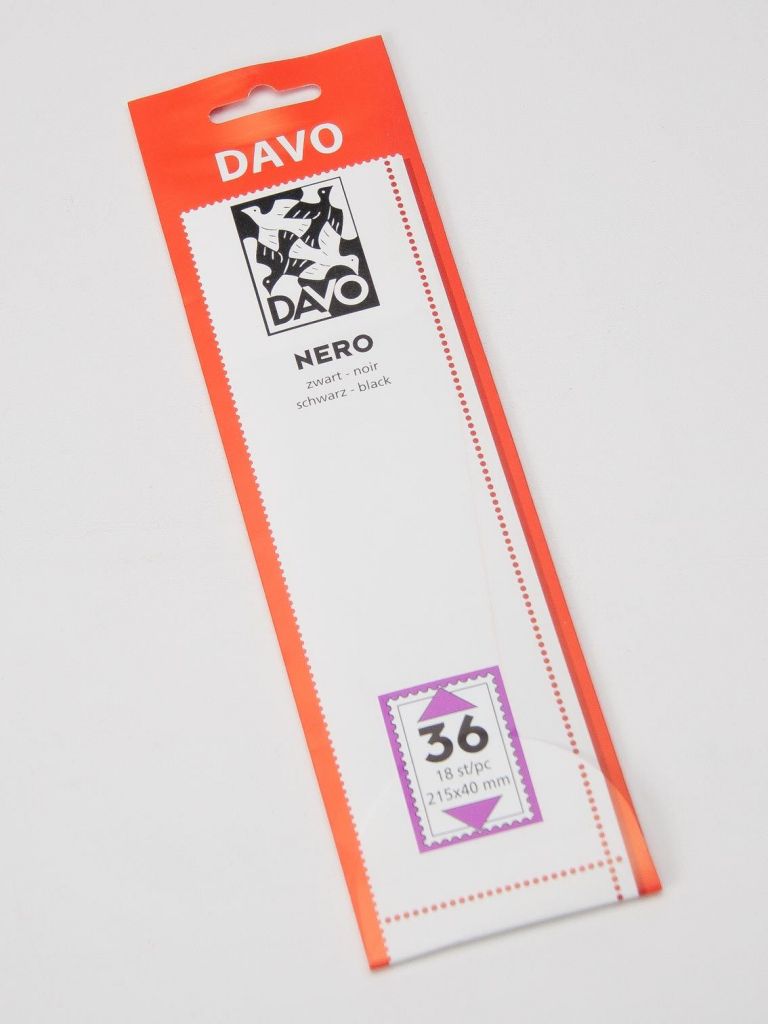 DAVO
DAVO
NERO
zwart - noir
schwarz - black
36
18 st/pc
215x40 mm